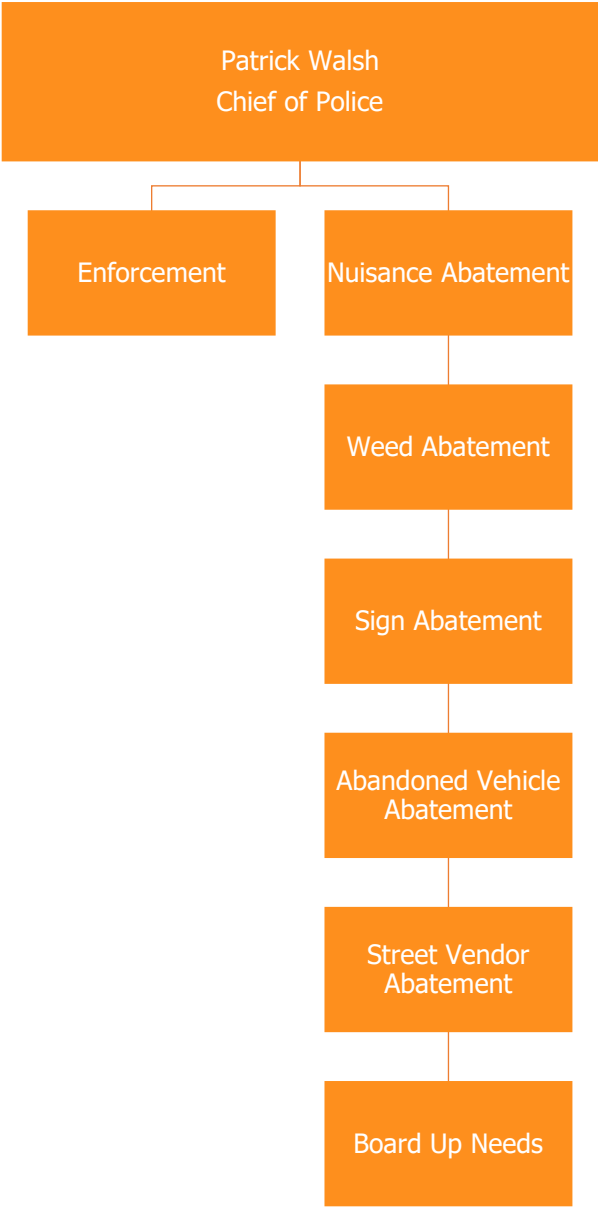 Patrick Walsh
Chief of Police
Enforcement
Nuisance Abatement
Weed Abatement
Sign Abatement
Abandoned Vehicle
Abatement
Street Vendor
Abatement
Board Up Needs